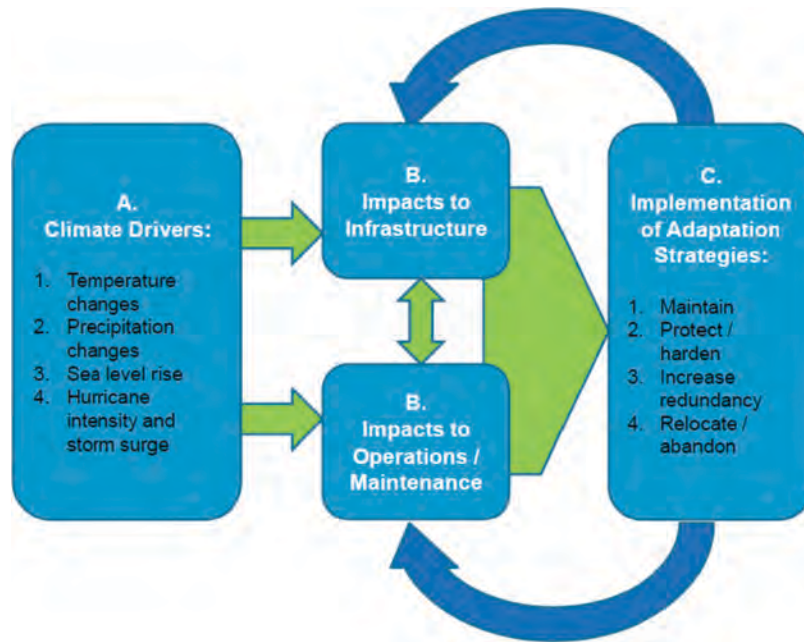 A.
Climate Drivers:
1. Temperature
changes
2. Precipitation
changes
3. Sea level rise
4. Hurricane
intensity and
storm surge
B.
Impacts to
Infrastructure
B.
Impacts to
Operations /
Maintenance
C.
Implementation
of Adaptation
Strategies:
1. Maintain
2. Protect /
harden
3. Increase
redundancy
4. Relocate /
abandon